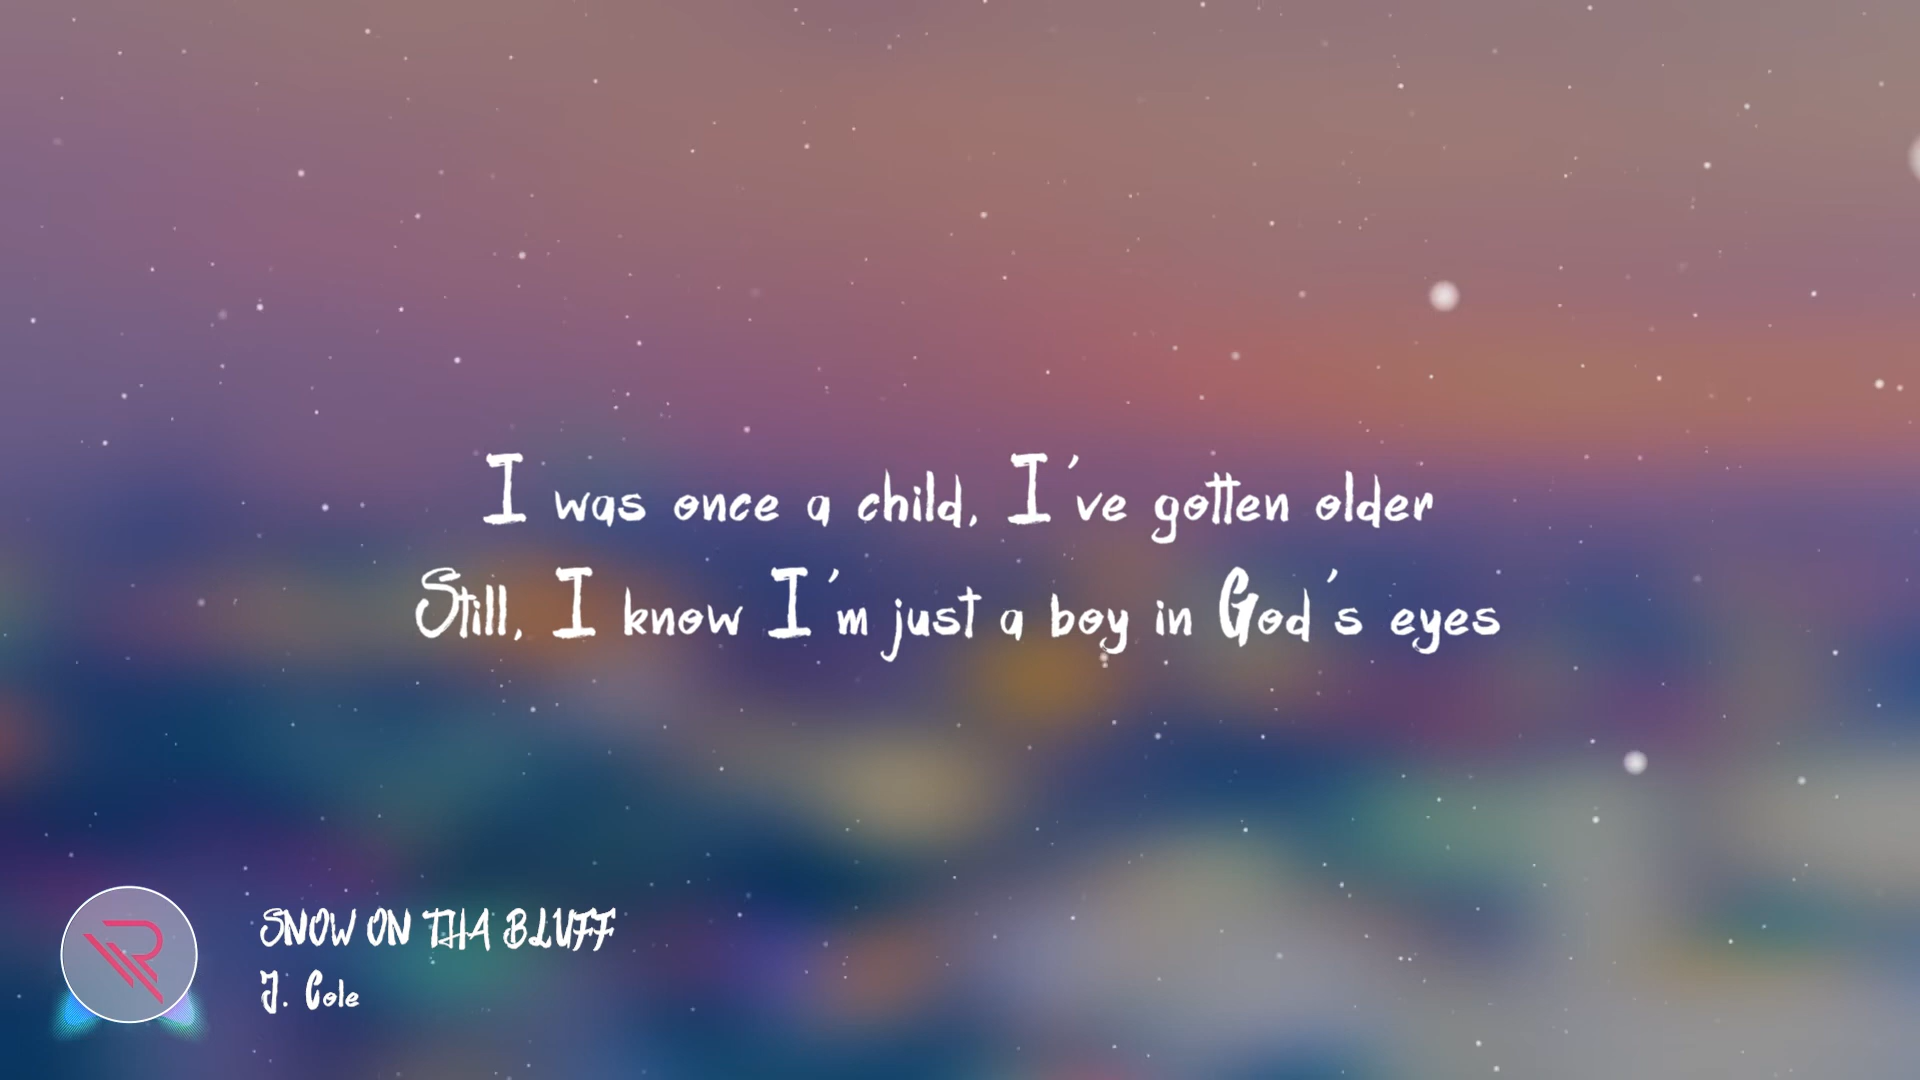 I was once a child, I've gotten older
Still, I know I'm just a boy in God's eyes
SNOW ON THA BLUFF
J. Cole